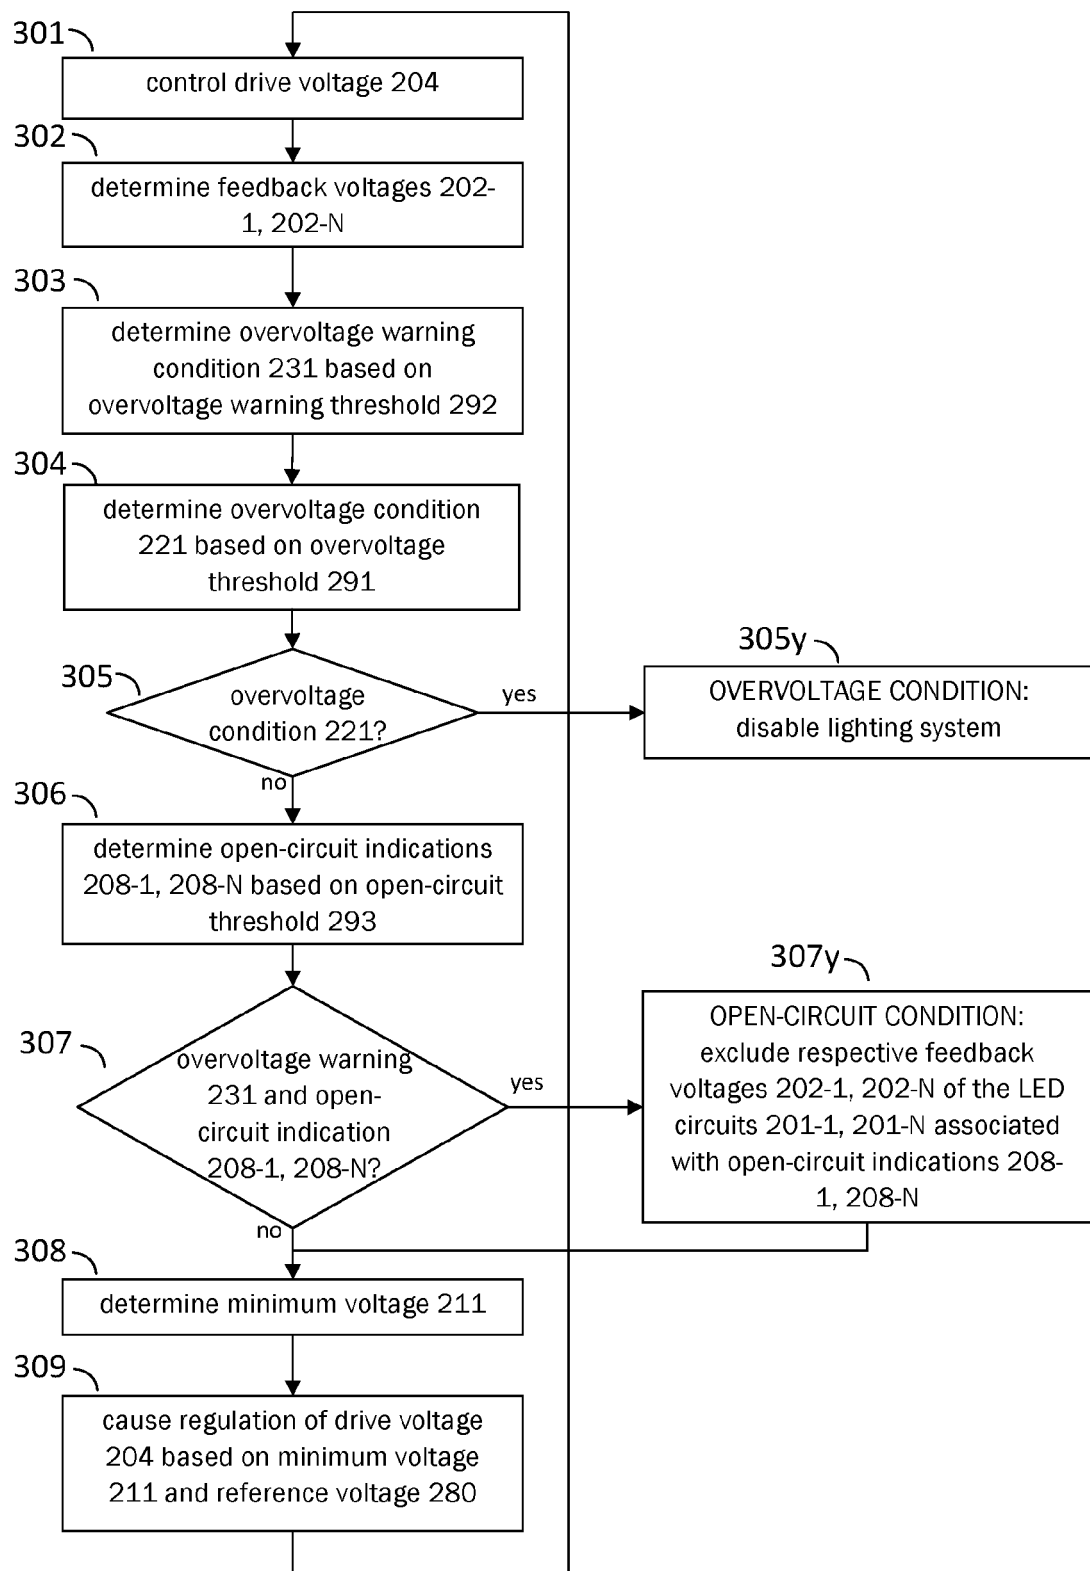 301
control drive voltage 204
302
determine feedback voltages 202-
1, 202-N
303
determine overvoltage warning
condition 231 based on
overvoltage warning threshold 292
304
determine overvoltage condition
221 based on overvoltage
threshold 291
305
overvoltage
condition 221?
yes
no
305y
OVERVOLTAGE CONDITION:
disable lighting system
306
determine open-circuit indications
208-1, 208-N based on open-circuit
threshold 293
307
overvoltage warning
231 and open-
circuit indication
208-1, 208-N?
yes
no
307y
OPEN-CIRCUIT CONDITION:
exclude respective feedback
voltages 202-1, 202-N of the LED
circuits 201-1, 201-N associated
with open-circuit indications 208-
1, 208-N
308
determine minimum voltage 211
309
cause regulation of drive voltage
204 based on minimum voltage
211 and reference voltage 280